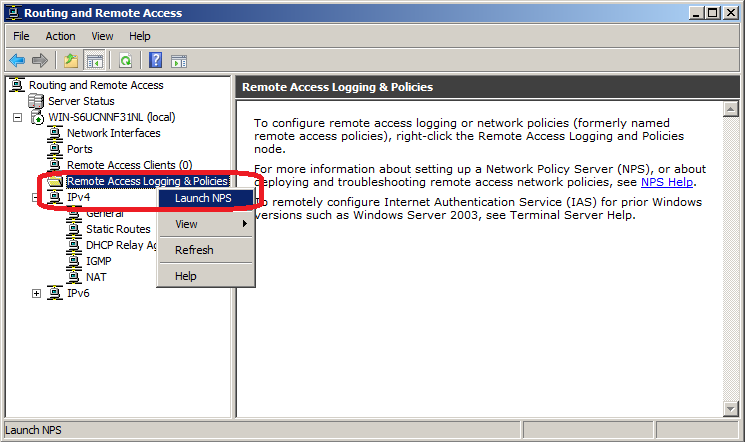 Routing and Remote Access
File Action View Help
Routing and Remote Access
Server Status
WIN-S6UCNNF31NL (local)
Network Interfaces
Ports
Remote Access Clients (0)
Remote Access Logging & Policies
IPv4
General
Static Routes
DHCP Relay Ag
IGMP
NAT
IPv6
Launch NPS
View
Refresh
Help
Remote Access Logging & Policies
To configure remote access logging or network policies (formerly named
remote access policies), right-click the Remote Access Logging and Policies
node.
For more information about setting up a Network Policy Server (NPS), or about
deploying and troubleshooting remote access network policies, see NPS Help.
To remotely configure Internet Authentication Service (IAS) for prior Windows
versions such as Windows Server 2003, see Terminal Server Help.
Launch NPS